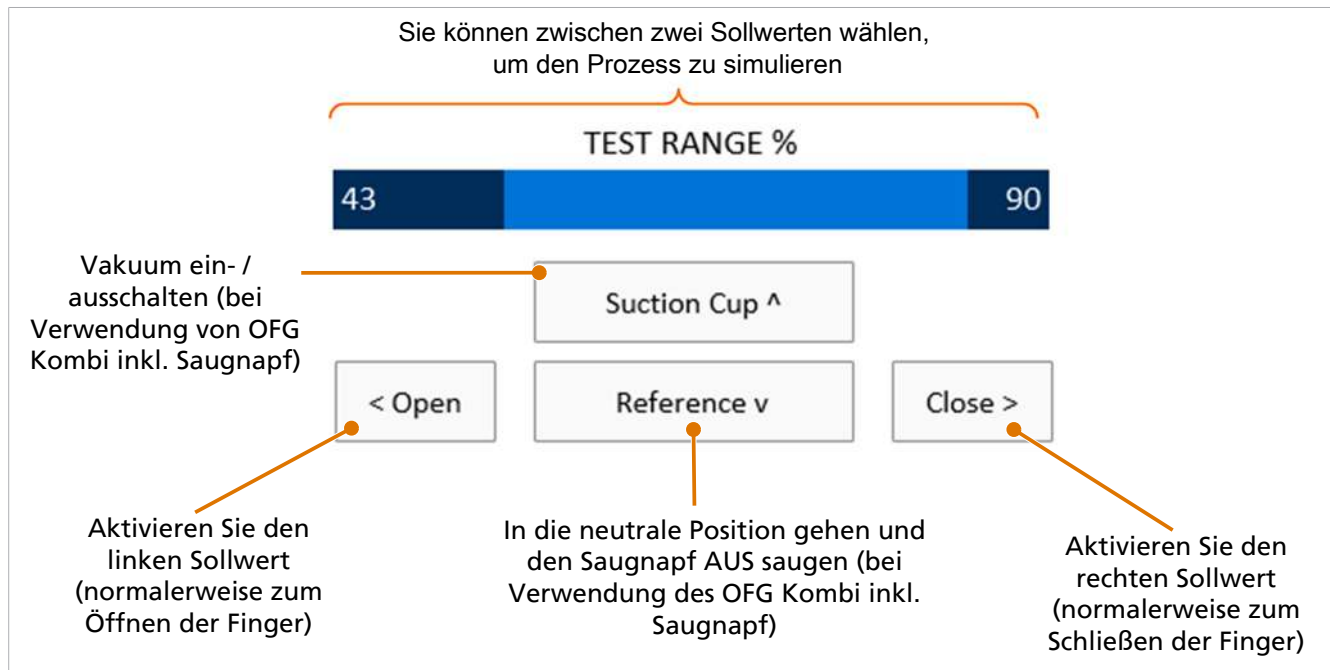 Sie können zwischen zwei Sollwerten wählen,
um den Prozess zu simulieren
TEST RANGE %
43
90
Vakuum ein- /
ausschalten (bei
Verwendung von OFG
Kombi inkl. Saugnapf)
Suction Cup ^
< Open
Reference v
Close >
Aktivieren Sie den
linken Sollwert
(normalerweise zum
Öffnen der Finger)
In die neutrale Position gehen und
den Saugnapf AUS saugen (bei
Verwendung des OFG Kombi inkl.
Saugnapf)
Aktivieren Sie den
rechten Sollwert
(normalerweise zum
Schließen der Finger)